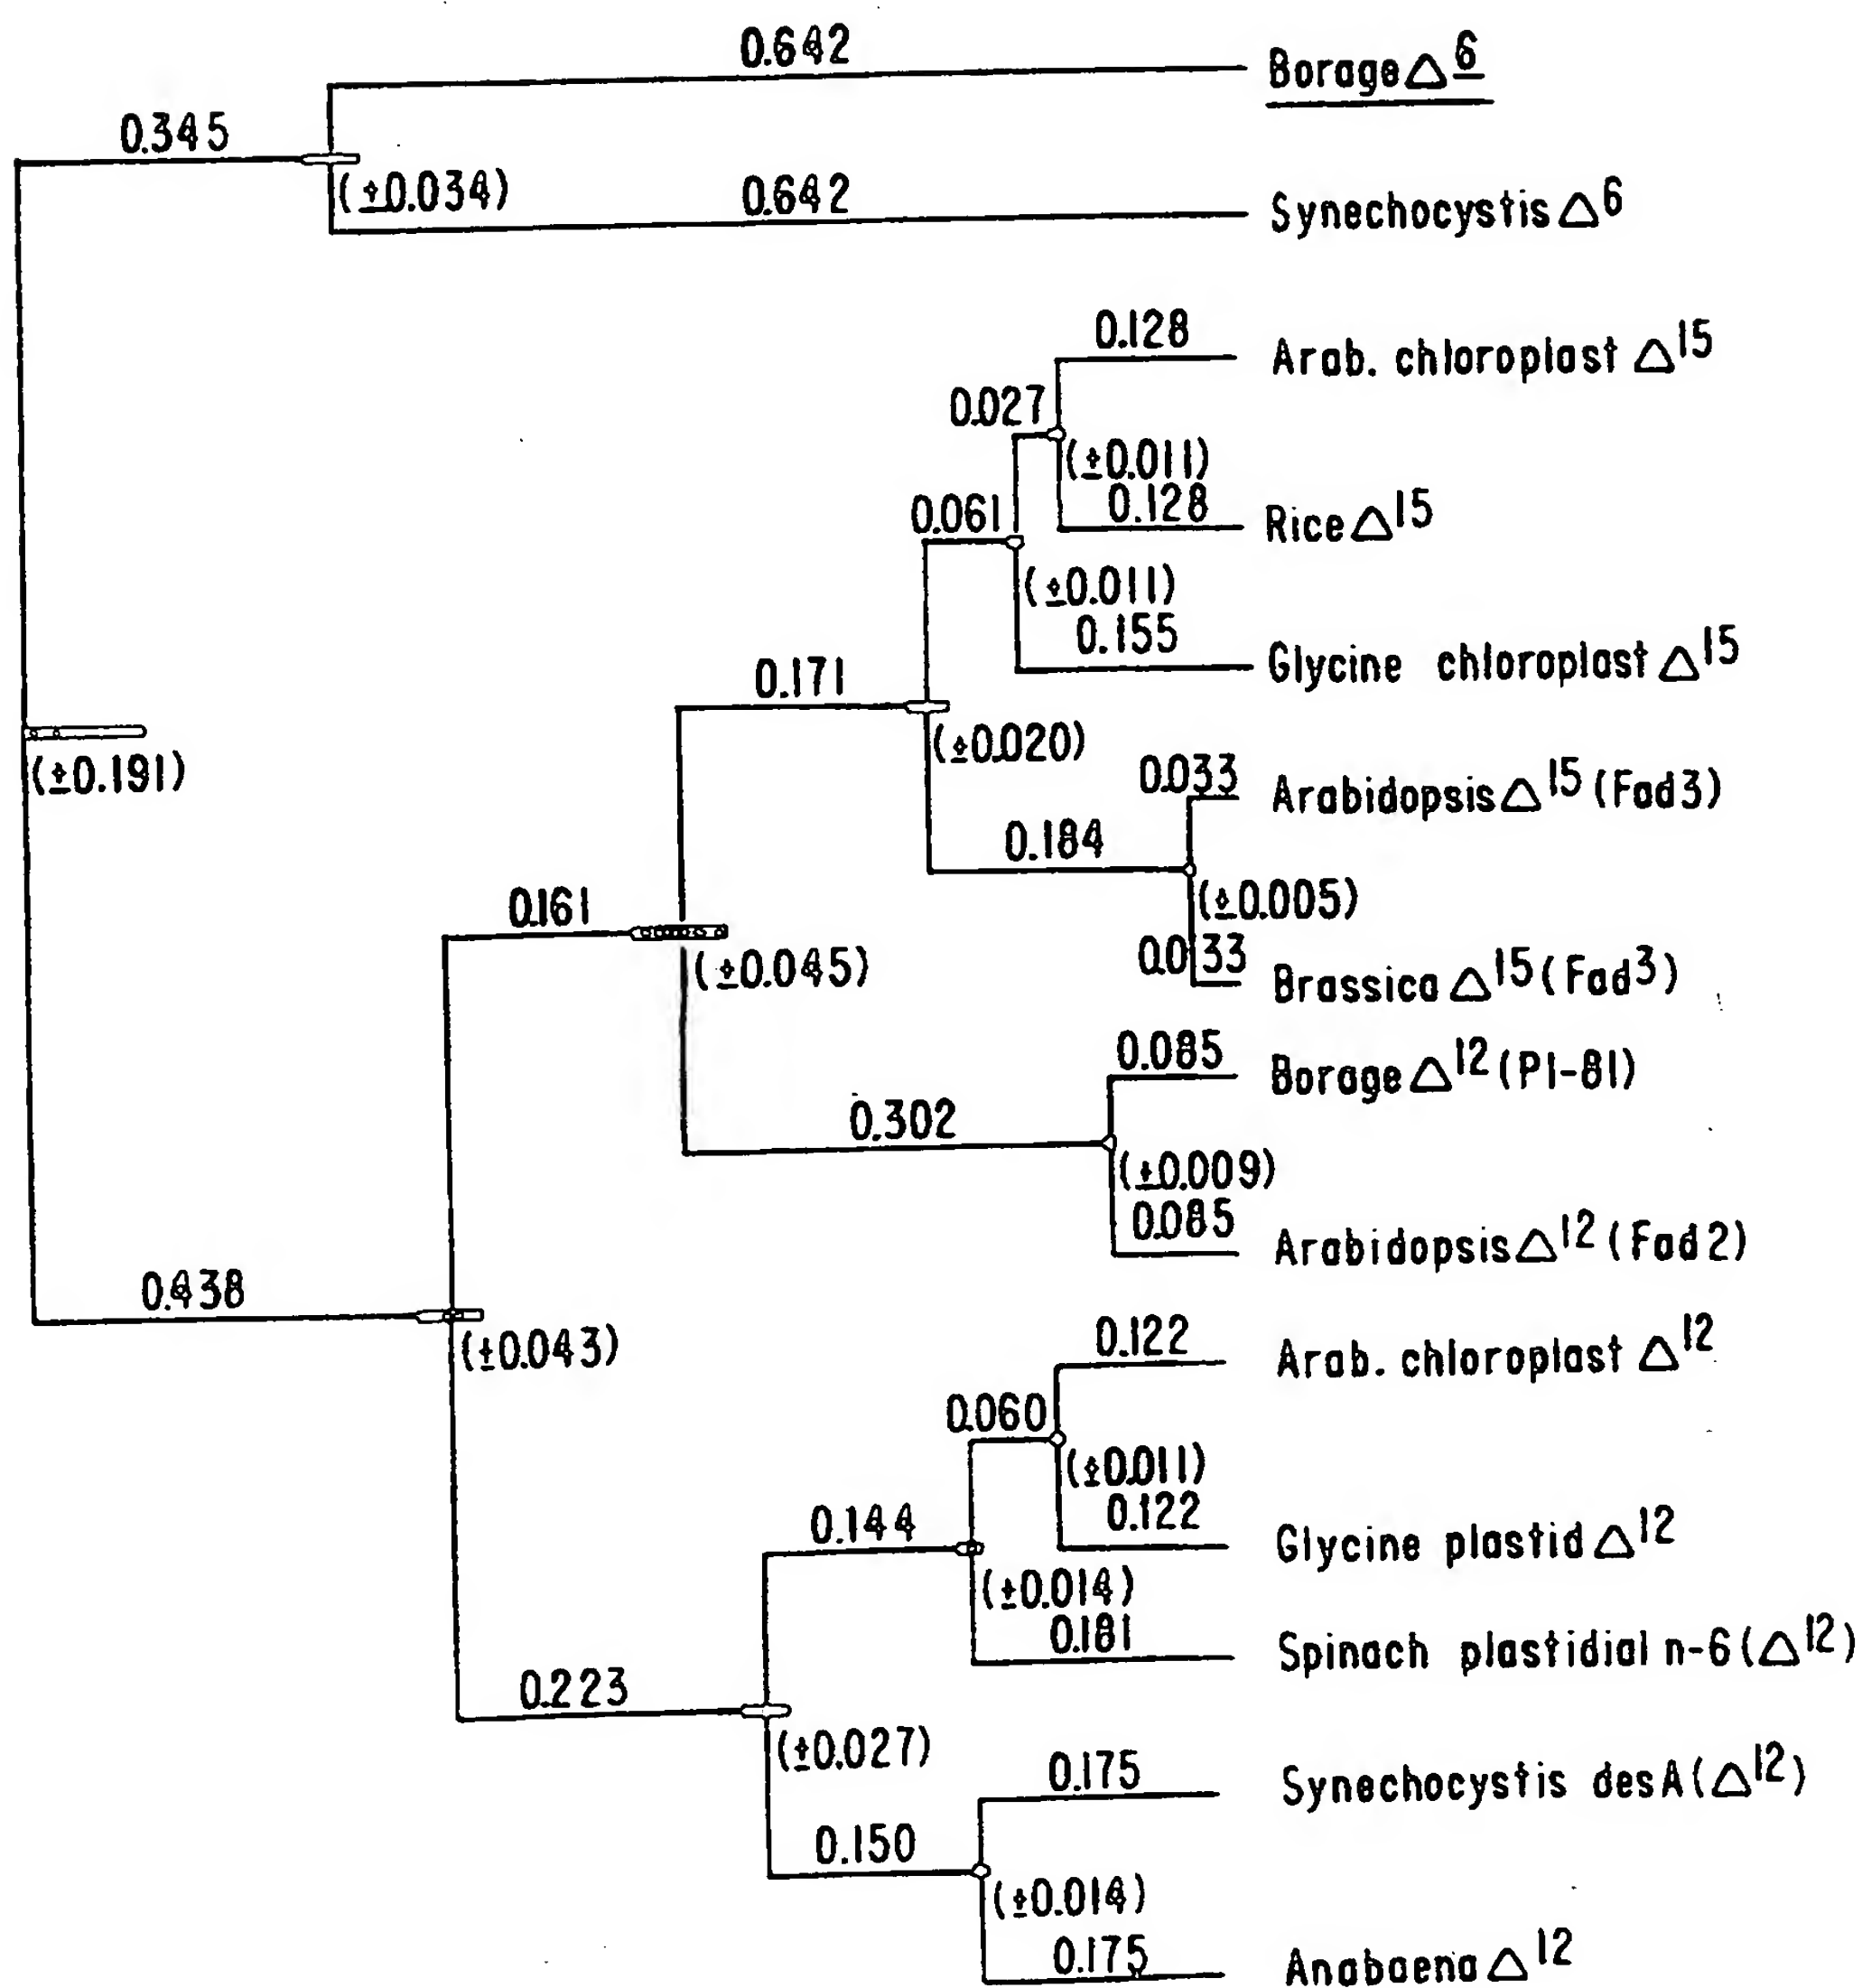 0.642
Borage Δ6
0.345
(±0.034)
0.642
Synechocystis Δ6
0.128
Arab. chloroplast Δ15
0.027
(±0.011)
0.128
Rice Δ15
0.061
(±0.011)
0.155
Glycine chloroplast Δ15
0.171
(±0.020)
(±0.191)
0.033
Arabidopsis Δ15 (Fad3)
0.184
(±0.005)
0.161
(±0.045)
0.033
Brassica Δ15 (Fad3)
0.085
Borage Δ12 (Pl-81)
0.302
(±0.009)
0.085
Arabidopsis Δ12 (Fad2)
0.438
(±0.043)
0.122
Arab. chloroplast Δ12
0.060
(±0.011)
0.122
Glycine plastid Δ12
0.144
(±0.014)
0.181
Spinach plastidial n-6 (Δ12)
0.223
(±0.027)
0.175
Synechocystis desA (Δ12)
0.150
(±0.014)
0.175
Anabaena Δ12